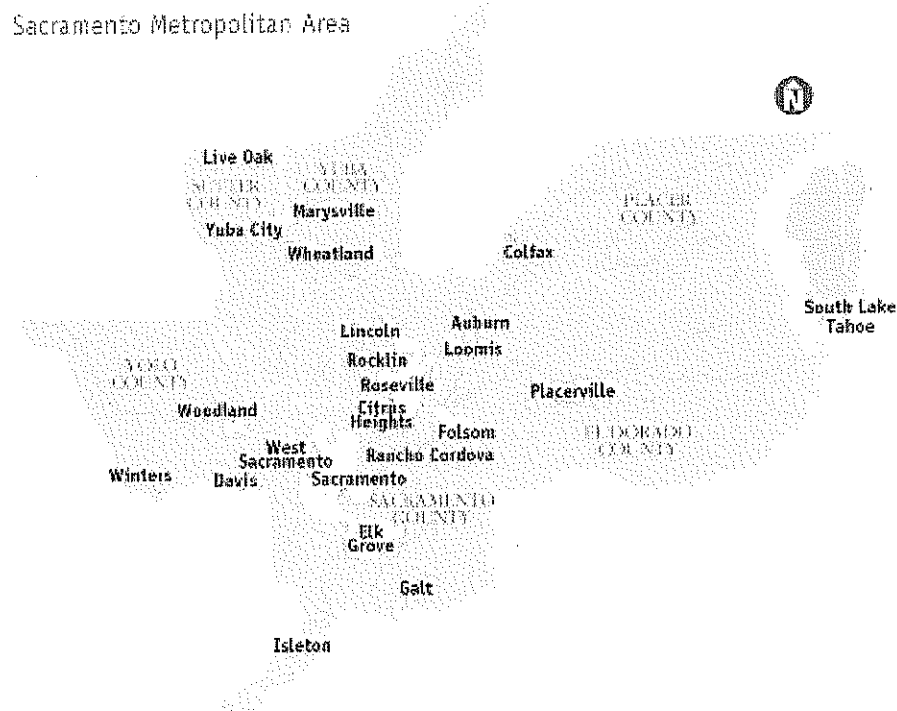 Sacramento Metropolitan Area
N
Live Oak
YUBA
COUNTY
SUTTER
COUNTY
Marysville
Yuba City
Wheatland
PLACER
COUNTY
Colfax
South Lake
Tahoe
Lincoln
Auburn
Loomis
Rocklin
YOLO
COUNTY
Roseville
Placerville
Woodland
Citrus
Heights
Folsom
EL DORADO
COUNTY
West
Sacramento
Rancho Cordova
Winters
Davis
Sacramento
SACRAMENTO
COUNTY
Elk
Grove
Galt
Isleton